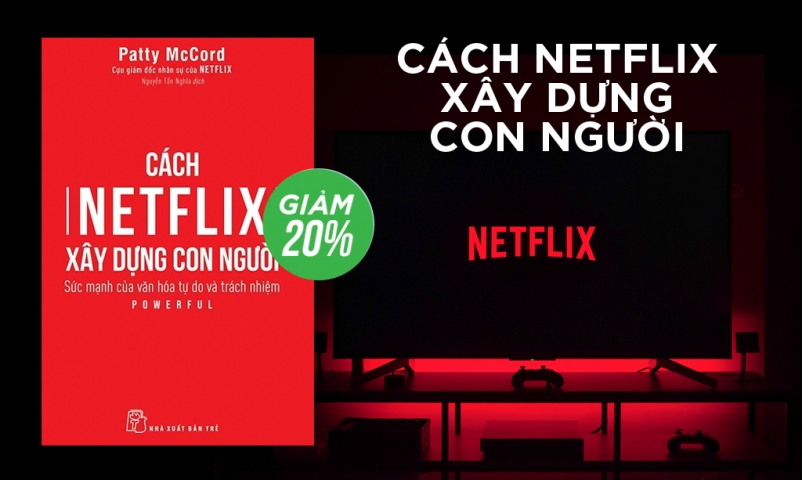 Patty McCord
Cựu giám đốc nhân sự của NETFLIX
Nguyễn Tấn Nghĩa dịch
CÁCH
NETFLIX
XÂY DỰNG CON NGƯỜI
Sức mạnh của văn hóa tự do và trách nhiệm
POWERFUL
NHÀ XUẤT BẢN TRẺ
GIẢM
20%
CÁCH NETFLIX
XÂY DỰNG
CON NGƯỜI
NETFLIX